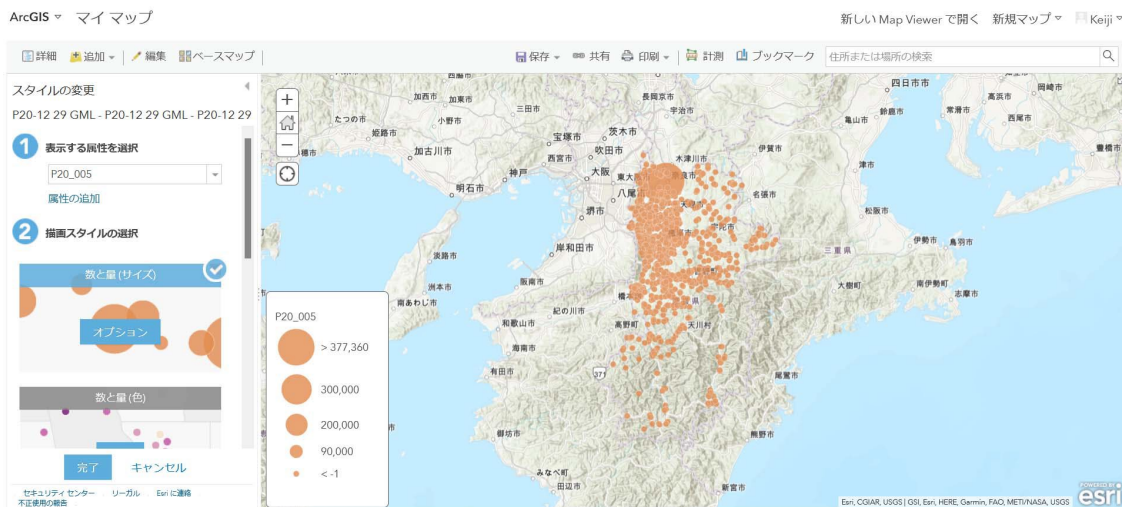 ArcGIS マイ マップ
新しい Map Viewer で開く 新規マップ Keiji
詳細 追加 編集 ベースマップ
保存 共有 印刷 計測 ブックマーク 住所または場所の検索
スタイルの変更
P20-12 29 GML - P20-12 29 GML - P20-12 29
1 表示する属性を選択
P20_005
属性の追加
2 描画スタイルの選択
数と量(サイズ)
オプション
数と量(色)
完了 キャンセル
セキュリティ センター リーガル Esri に連絡
不正使用の報告
P20_005
> 377,360
300,000
200,000
90,000
< -1
加西市
加東市
たつの市
小野市
姫路市
加古川市
三田市
宝塚市
西宮市
神戸
明石市
長岡京市
宇治市
茨木市
吹田市
大阪
木津川市
堺市
岸和田市
阪南市
淡路市
洲本市
南あわじ市
和歌山市
紀の川市
海南市
有田市
高野町
天川村
371
御坊市
みなべ町
田辺市
新宮市
熊野市
尾鷲市
大台町
三重県
名張市
伊賀市
亀山市
鈴鹿市
四日市市
津市
松阪市
伊勢市
鳥羽市
志摩市
南伊勢町
常滑市
高浜市
岡崎市
西尾市
豊橋市
Esri, CGIAR, USGS | GSI, Esri, HERE, Garmin, FAO, METI/NASA, USGS
POWERED BY
esri